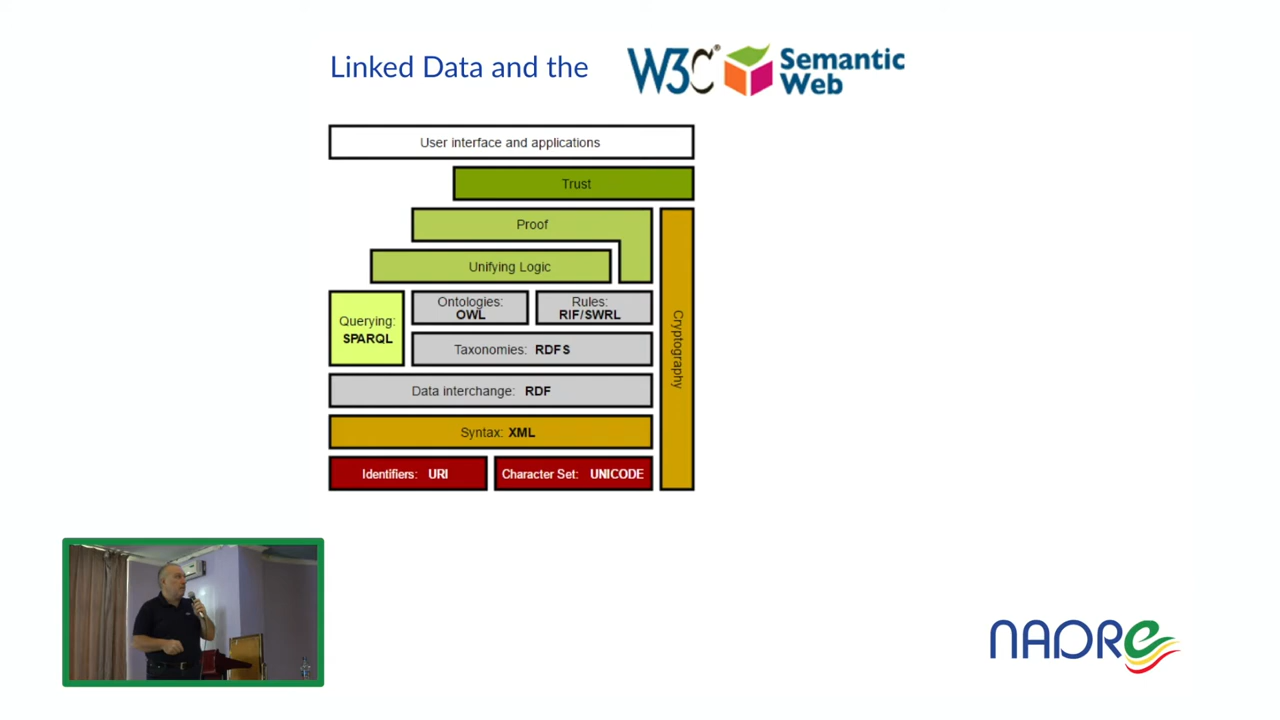 Linked Data and the
W3C®
Semantic
Web
User interface and applications
Trust
Proof
Unifying Logic
Querying:
SPARQL
Ontologies:
OWL
Rules:
RIF/SWRL
Taxonomies: RDFS
Data interchange: RDF
Syntax: XML
Identifiers: URI
Character Set: UNICODE
Cryptography
NADRe